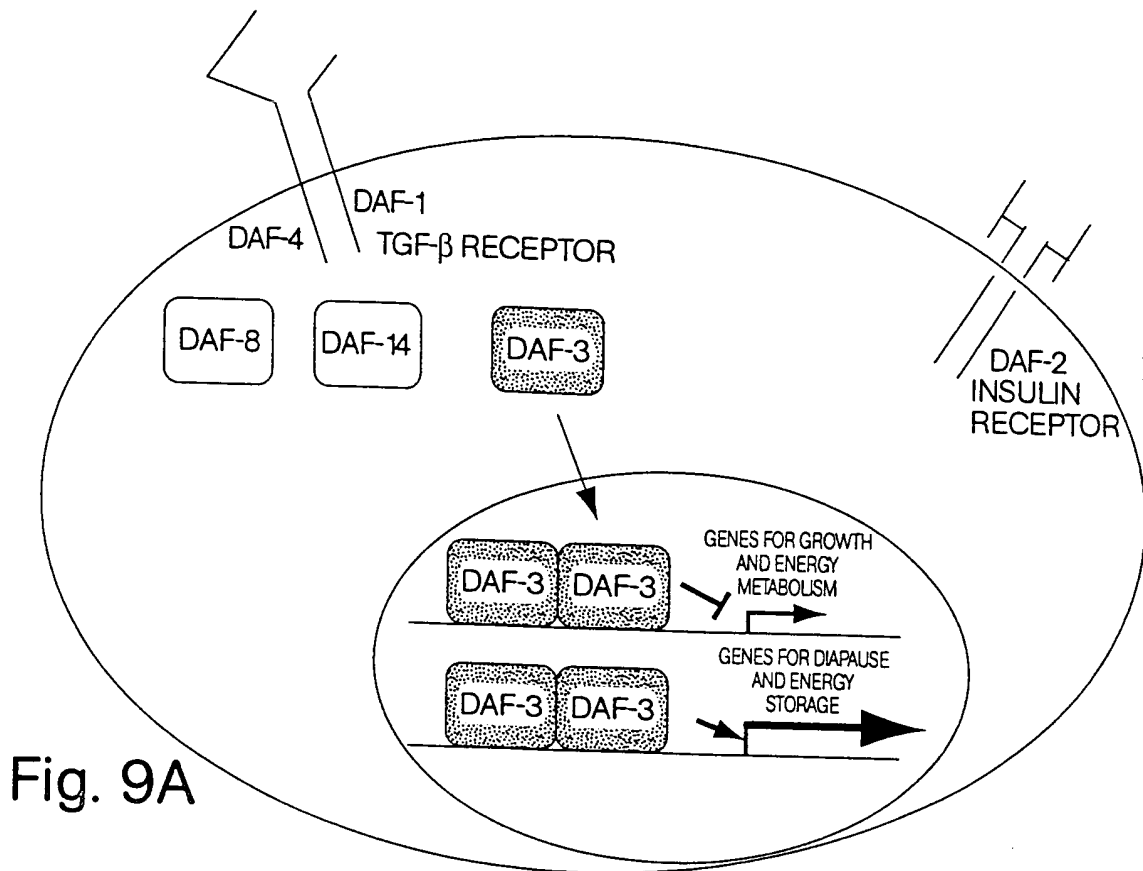 DAF-1
DAF-4
TGF-β RECEPTOR
DAF-8
DAF-14
DAF-3
DAF-2
INSULIN
RECEPTOR
GENES FOR GROWTH
AND ENERGY
METABOLISM
DAF-3 DAF-3
GENES FOR DIAPAUSE
AND ENERGY
STORAGE
DAF-3 DAF-3
Fig. 9A